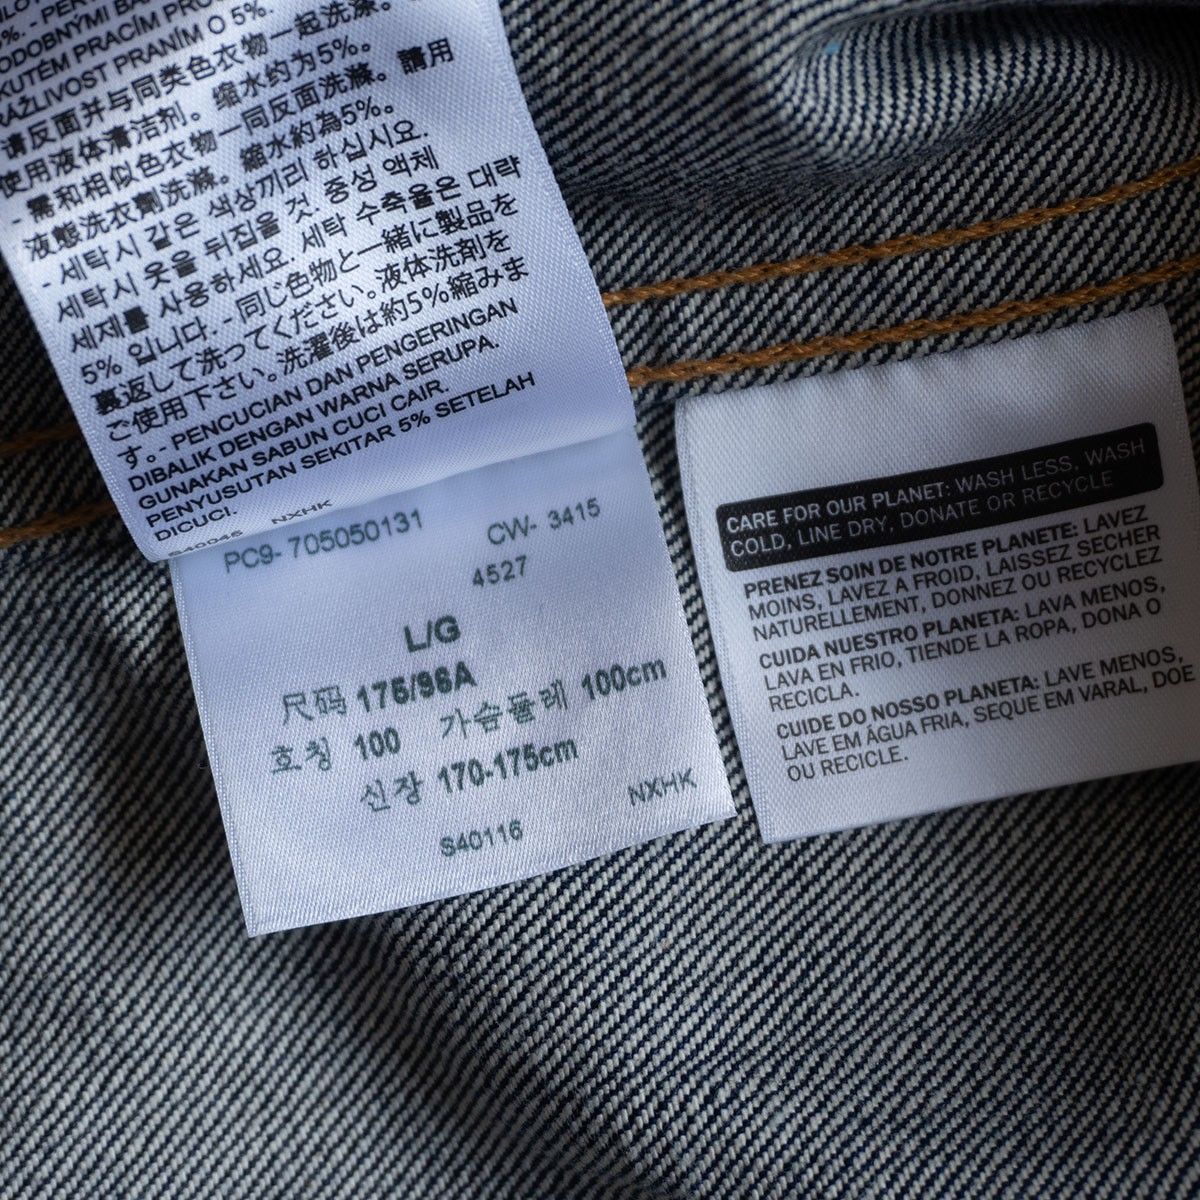 ODOBNÝMI BA
KUTÉM PRACÍM PRO
RÁŽLIVOST PRANÍM O 5%.
请反面并与同类色衣物一起洗滌。
使用液体清洁剂。缩水约为5%。
- 需和相似色衣物一同反面洗滌。請用
液態洗衣劑洗滌。縮水約為5%。
- 세탁시 같은 색상끼리 하십시요.
세탁시 옷을 뒤집을 것. 중성 액체
세제를 사용하세요. 세탁 수축율은 대략
5% 입니다. - 同じ色物と一緒に製品を
裏返して洗ってください。液体洗剤を
ご使用下さい。洗濯後は約5%縮みま
す。- PENCUCIAN DAN PENGERINGAN
DIBALIK DENGAN WARNA SERUPA.
GUNAKAN SABUN CUCI CAIR.
PENYUSUTAN SEKITAR 5% SETELAH
DICUCI.
S40046 NXHK
PC9- 705050131 CW- 3415
4527
L/G
尺码 175/96A
호칭 100 가슴둘레 100cm
신장 170-175cm
NXHK
S40116
CARE FOR OUR PLANET: WASH LESS, WASH
COLD, LINE DRY, DONATE OR RECYCLE
PRENEZ SOIN DE NOTRE PLANETE: LAVEZ
MOINS, LAVEZ A FROID, LAISSEZ SECHER
NATURELLEMENT, DONNEZ OU RECYCLEZ
CUIDA NUESTRO PLANETA: LAVA MENOS,
LAVA EN FRIO, TIENDE LA ROPA, DONA O
RECICLA.
CUIDE DO NOSSO PLANETA: LAVE MENOS,
LAVE EM ÁGUA FRIA, SEQUE EM VARAL, DOE
OU RECICLE.